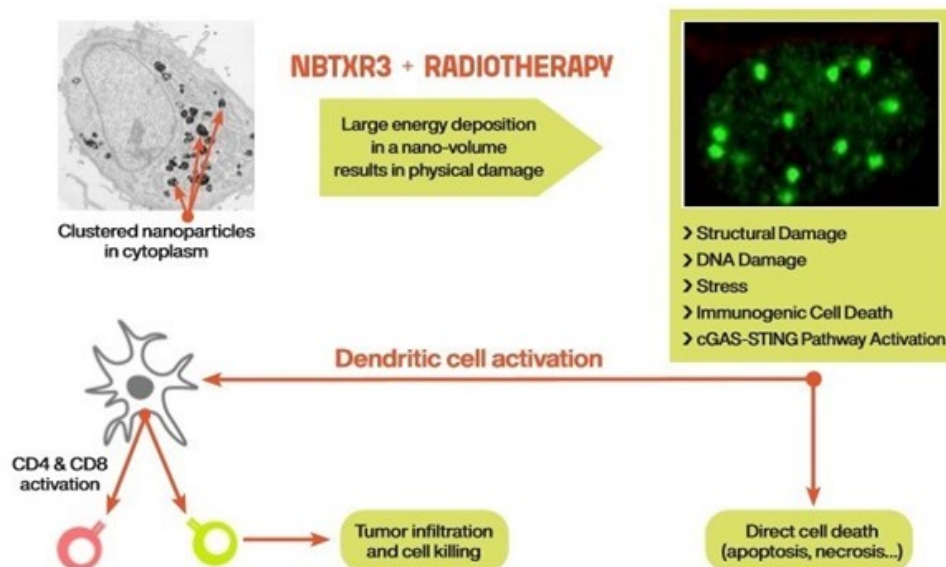 NBTXR3 + RADIOTHERAPY
Large energy deposition
in a nano-volume
results in physical damage
Clustered nanoparticles
in cytoplasm
❯ Structural Damage
❯ DNA Damage
❯ Stress
❯ Immunogenic Cell Death
❯ cGAS-STING Pathway Activation
Dendritic cell activation
CD4 & CD8
activation
Tumor infiltration
and cell killing
Direct cell death
(apoptosis, necrosis...)